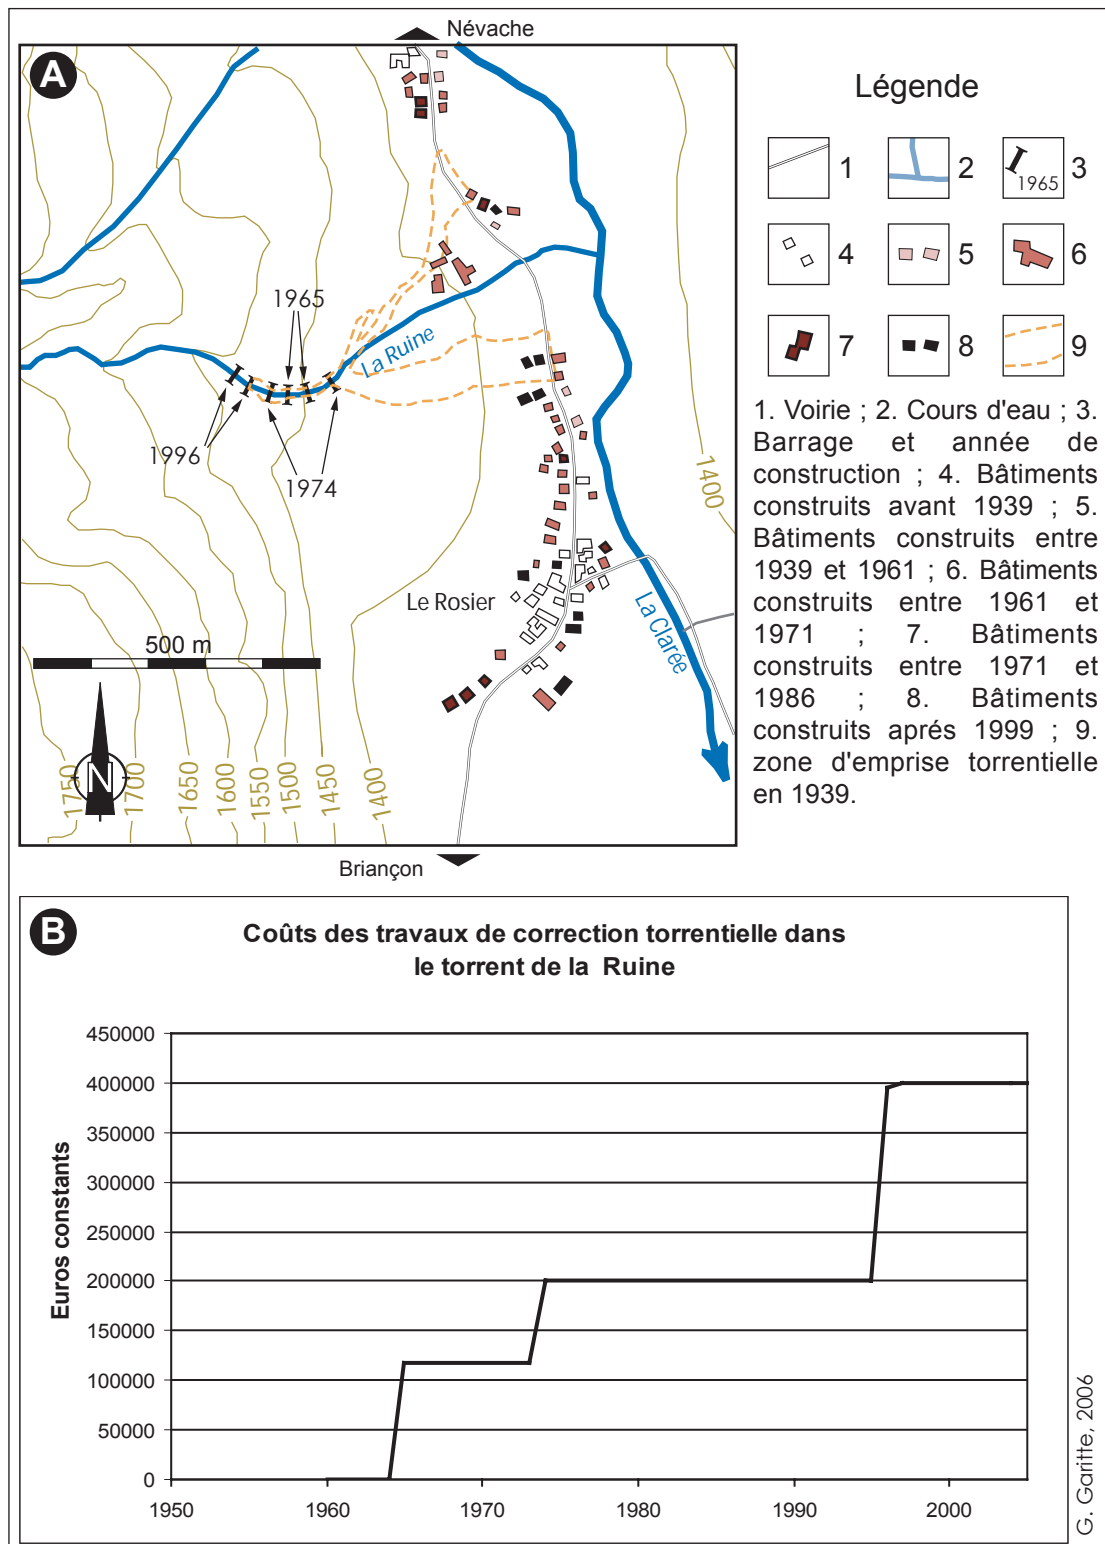 Névache
A
Légende
1
2
1965
3
4
5
6
7
8
9
1965
La Ruine
1996
1974
1400
Le Rosier
La Clarée
500 m
N
1750
1700
1650
1600
1550
1500
1450
1400
Briançon
1. Voirie ; 2. Cours d'eau ; 3.
Barrage et année de
construction ; 4. Bâtiments
construits avant 1939 ; 5.
Bâtiments construits entre
1939 et 1961 ; 6. Bâtiments
construits entre 1961 et
1971 ; 7. Bâtiments
construits entre 1971 et
1986 ; 8. Bâtiments
construits aprés 1999 ; 9.
zone d'emprise torrentielle
en 1939.
B
Coûts des travaux de correction torrentielle dans
le torrent de la Ruine
Euros constants
450000
400000
350000
300000
250000
200000
150000
100000
50000
0
1950
1960
1970
1980
1990
2000
G. Garitte, 2006